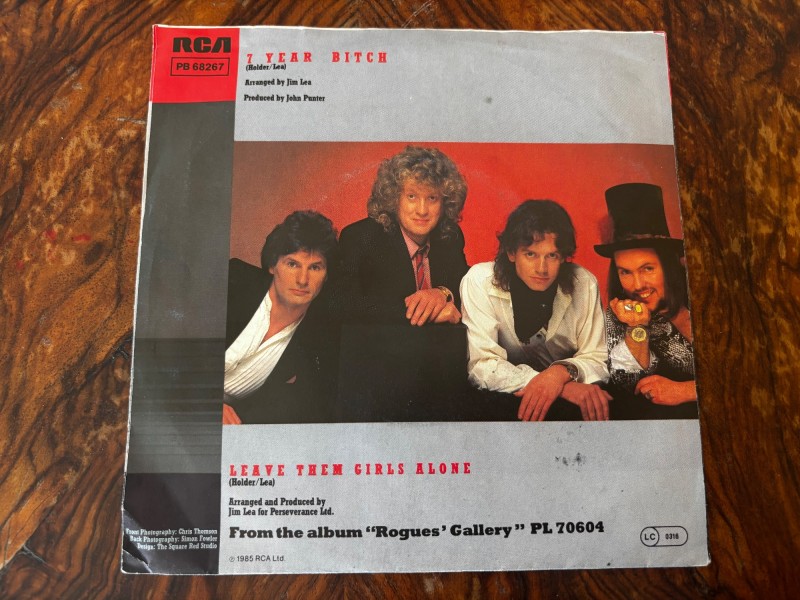 RCA
PB 68267
7 YEAR BITCH
(Holder/Lea)
Arranged by Jim Lea
Produced by John Punter
LEAVE THEM GIRLS ALONE
(Holder/Lea)
Arranged and Produced by
Jim Lea for Perseverance Ltd.
Front Photography: Chris Thomson
Back Photography: Simon Fowler
Design: The Square Red Studio
From the album "Rogues' Gallery" PL 70604
LC 0316
℗ 1985 RCA Ltd.